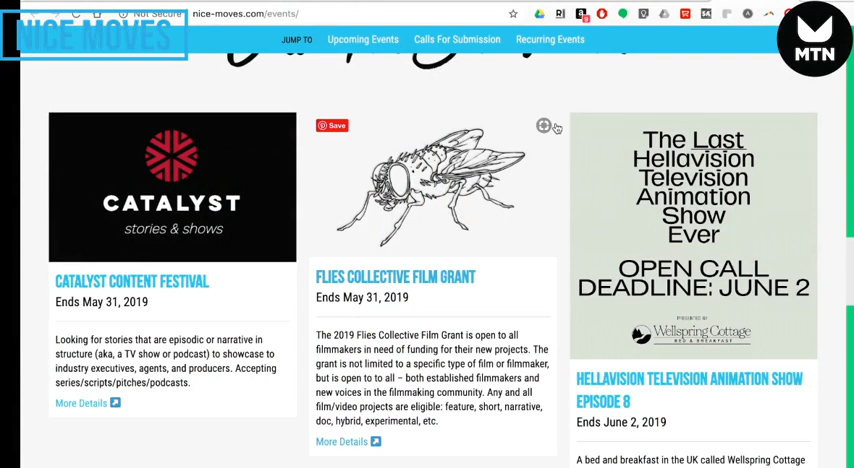 Not Secure
nice-moves.com/events/
NICE MOVES
JUMP TO
Upcoming Events
Calls For Submission
Recurring Events
MTN
CATALYST
stories & shows
CATALYST CONTENT FESTIVAL
Ends May 31, 2019
Looking for stories that are episodic or narrative in
structure (aka, a TV show or podcast) to showcase to
industry executives, agents, and producers. Accepting
series/scripts/pitches/podcasts.
More Details
Save
FLIES COLLECTIVE FILM GRANT
Ends May 31, 2019
The 2019 Flies Collective Film Grant is open to all
filmmakers in need of funding for their new projects. The
grant is not limited to a specific type of film or filmmaker,
but is open to to all – both established filmmakers and
new voices in the filmmaking community. Any and all
film/video projects are eligible: feature, short, narrative,
doc, hybrid, experimental, etc.
More Details
The Last
Hellavision
Television
Animation
Show
Ever
OPEN CALL
DEADLINE: JUNE 2
PRESENTED BY
Wellspring Cottage
BED & BREAKFAST
HELLAVISION TELEVISION ANIMATION SHOW
EPISODE 8
Ends June 2, 2019
A bed and breakfast in the UK called Wellspring Cottage